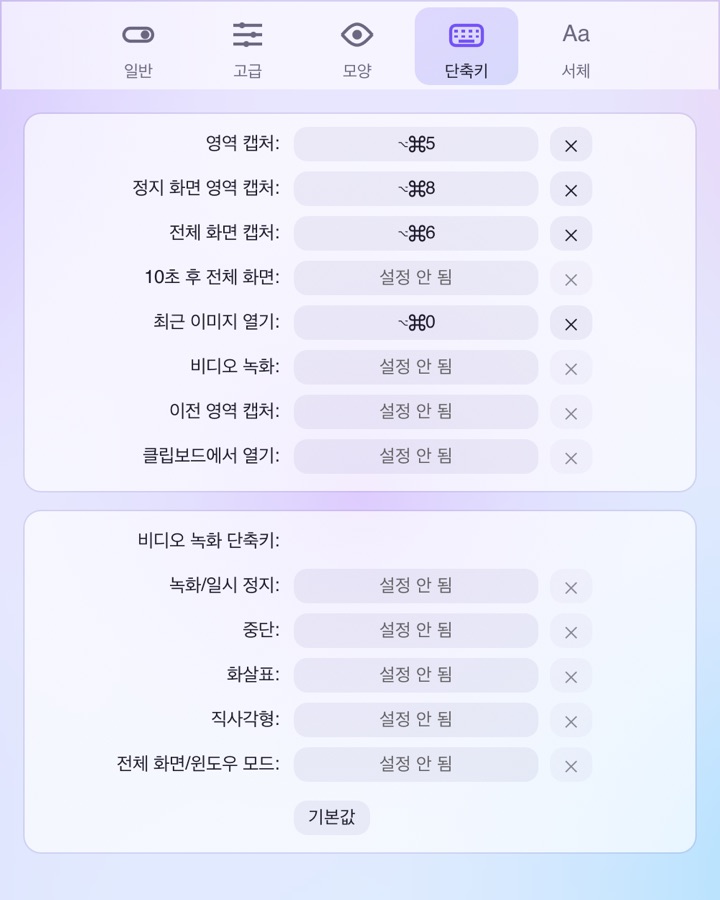 일반 고급 모양 단축키 Aa 서체
영역 캡처: ⌥⌘5
정지 화면 영역 캡처: ⌥⌘8
전체 화면 캡처: ⌥⌘6
10초 후 전체 화면: 설정 안 됨
최근 이미지 열기: ⌥⌘0
비디오 녹화: 설정 안 됨
이전 영역 캡처: 설정 안 됨
클립보드에서 열기: 설정 안 됨
비디오 녹화 단축키:
녹화/일시 정지: 설정 안 됨
중단: 설정 안 됨
화살표: 설정 안 됨
직사각형: 설정 안 됨
전체 화면/윈도우 모드: 설정 안 됨
기본값